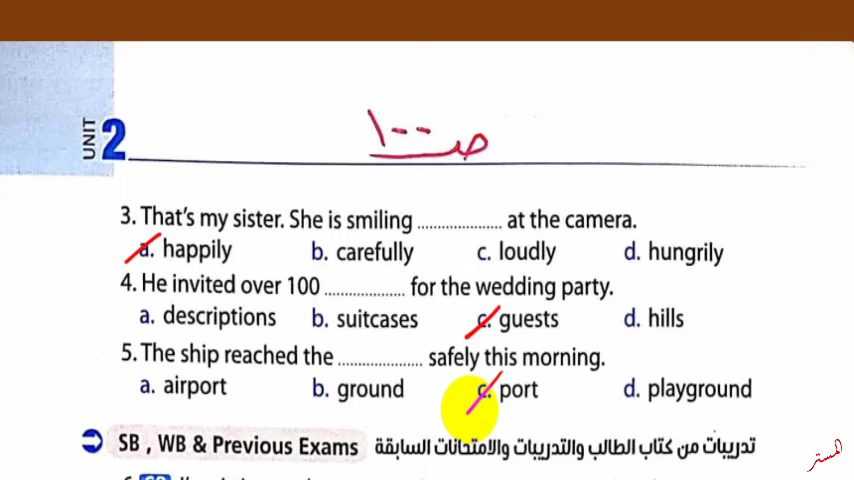 UNIT 2
ص ١٠٠
3. That's my sister. She is smiling .................... at the camera.
a. happily b. carefully c. loudly d. hungrily
4. He invited over 100 ................... for the wedding party.
a. descriptions b. suitcases c. guests d. hills
5. The ship reached the .................... safely this morning.
a. airport b. ground c. port d. playground
SB , WB & Previous Exams تدريبات من كتاب الطالب والتدريبات والامتحانات السابقة
المستر